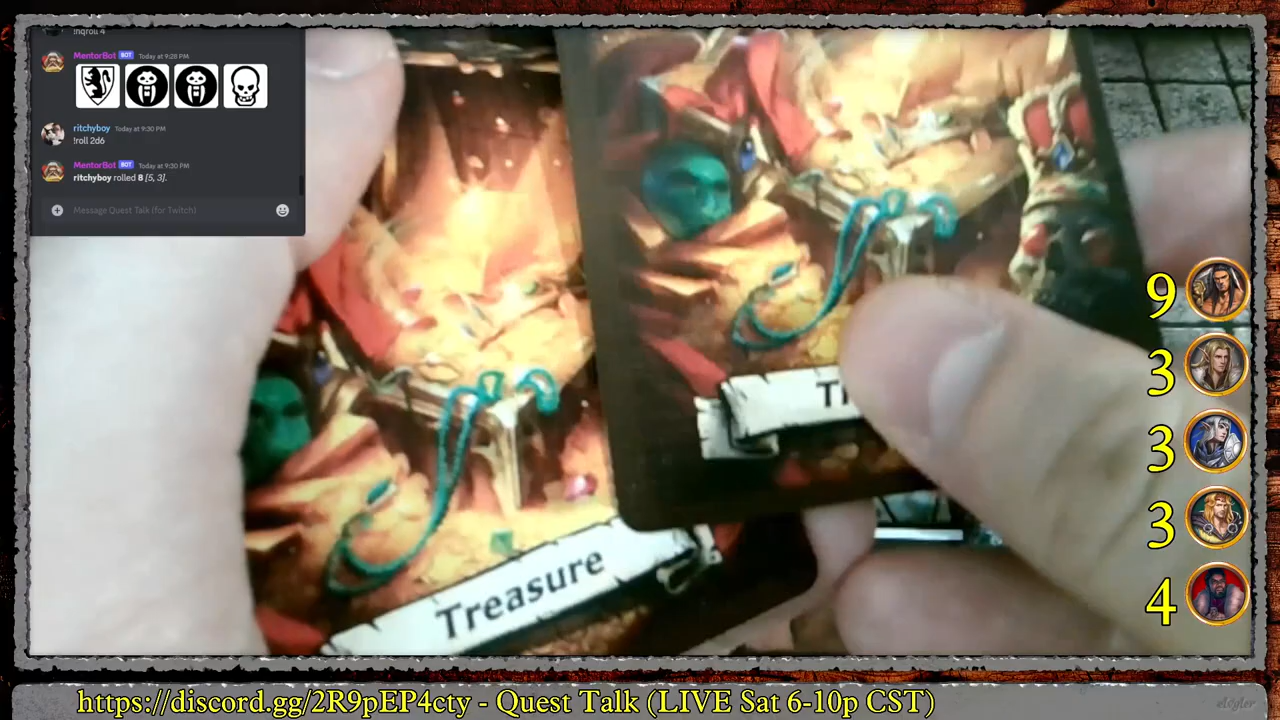 !nqroll 4
MentorBot BOT Today at 9:28 PM
ritchyboy Today at 9:30 PM
!roll 2d6
MentorBot BOT Today at 9:30 PM
ritchyboy rolled 8 [5, 3].
Message Quest Talk (for Twitch)
9
3
3
3
4
Treasure
https://discord.gg/2R9pEP4cty - Quest Talk (LIVE Sat 6-10p CST)